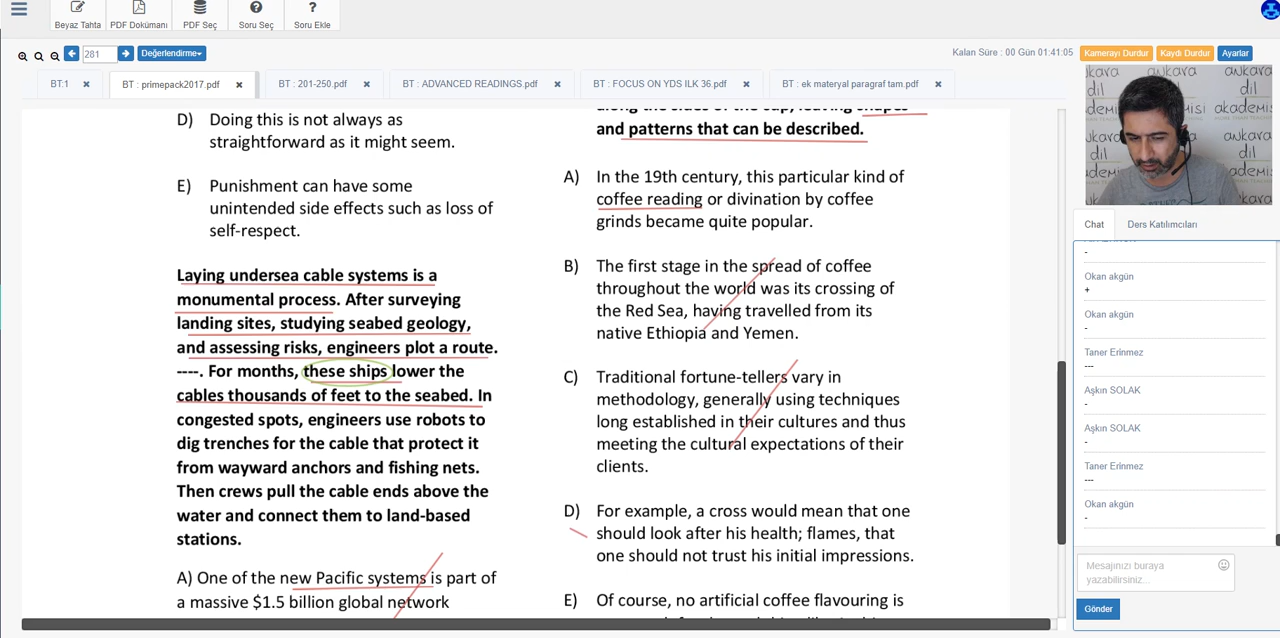 Beyaz Tahta
PDF Dokümanı
PDF Seç
Soru Seç
Soru Ekle
281
Değerlendirme
Kalan Süre : 00 Gün 01:41:05
Kamerayı Durdur
Kaydı Durdur
Ayarlar
BT:1
BT : primepack2017.pdf
BT : 201-250.pdf
BT : ADVANCED READINGS.pdf
BT : FOCUS ON YDS ILK 36.pdf
BT : ek materyal paragraf tam.pdf
D) Doing this is not always as
straightforward as it might seem.
E) Punishment can have some
unintended side effects such as loss of
self-respect.
Laying undersea cable systems is a
monumental process. After surveying
landing sites, studying seabed geology,
and assessing risks, engineers plot a route.
----. For months, these ships lower the
cables thousands of feet to the seabed. In
congested spots, engineers use robots to
dig trenches for the cable that protect it
from wayward anchors and fishing nets.
Then crews pull the cable ends above the
water and connect them to land-based
stations.
A) One of the new Pacific systems is part of
a massive $1.5 billion global network
along the sides of the cup, leaving shapes
and patterns that can be described.
A) In the 19th century, this particular kind of
coffee reading or divination by coffee
grinds became quite popular.
B) The first stage in the spread of coffee
throughout the world was its crossing of
the Red Sea, having travelled from its
native Ethiopia and Yemen.
C) Traditional fortune-tellers vary in
methodology, generally using techniques
long established in their cultures and thus
meeting the cultural expectations of their
clients.
D) For example, a cross would mean that one
should look after his health; flames, that
one should not trust his initial impressions.
E) Of course, no artificial coffee flavouring is
ankara
dil
akademisi
Chat
Ders Katılımcıları
-
Okan akgün
+
Okan akgün
-
Taner Erinmez
---
Aşkın SOLAK
-
Aşkın SOLAK
-
Taner Erinmez
---
Okan akgün
-
Mesajınızı buraya
yazabilirsiniz...
Gönder